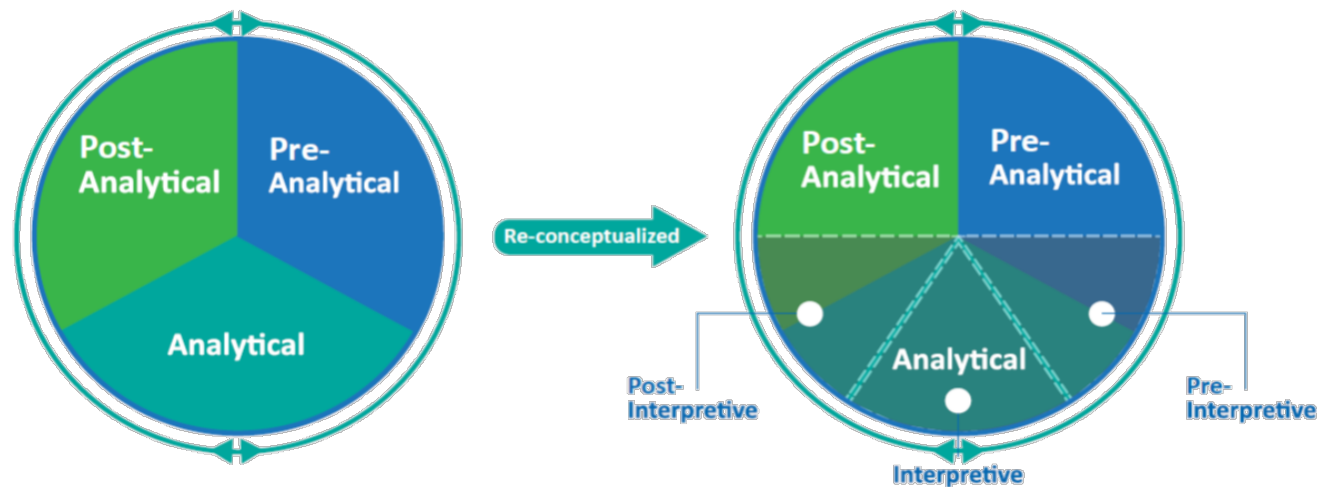 Post-
Analytical
Pre-
Analytical
Analytical
Re-conceptualized
Post-
Analytical
Pre-
Analytical
Analytical
Post-
Interpretive
Pre-
Interpretive
Interpretive